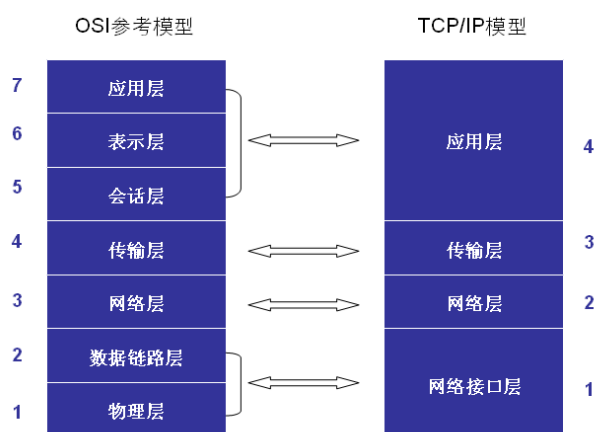 OSI参考模型
TCP/IP模型
7
应用层
6
表示层
5
会话层
4
传输层
3
网络层
2
数据链路层
1
物理层
应用层
4
传输层
3
网络层
2
网络接口层
1